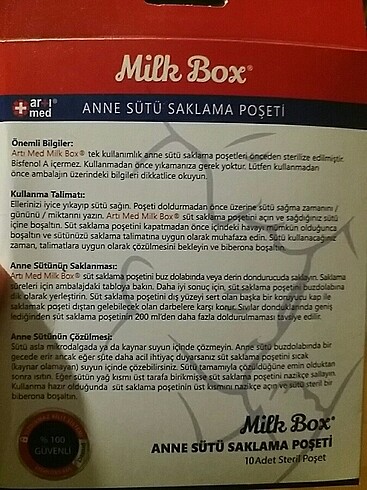 Milk Box®
artı med®
ANNE SÜTÜ SAKLAMA POŞETİ
Önemli Bilgiler:
Artı Med Milk Box® tek kullanımlık anne sütü saklama poşetleri önceden sterilize edilmiştir.
Bisfenol A içermez. Kullanmadan önce yıkamanıza gerek yoktur. Lütfen kullanmadan
önce ambalajın üzerindeki bilgileri dikkatlice okuyun.
Kullanma Talimatı:
Ellerinizi iyice yıkayıp sütü sağın. Poşeti doldurmadan önce üzerine sütü sağma zamanını /
gününü / miktarını yazın. Artı Med Milk Box® süt saklama poşetini açın ve sağdığınız sütü
içine boşaltın. Süt saklama poşetini kapatmadan önce içindeki havayı mümkün olduğunca
boşaltın ve sütünüzü saklama talimatına uygun olarak muhafaza edin. Sütü kullanacağınız
zaman, talimatlara uygun olarak çözülmesini bekleyin ve biberona boşaltın.
Anne Sütünün Saklanması:
Artı Med Milk Box® süt saklama poşetini buz dolabında veya derin dondurucuda saklayın. Saklama
süreleri için ambalajdaki tabloya bakın. Daha iyi sonuç için, süt saklama poşetini buzdolabına
dik olarak yerleştirin. Süt saklama poşetini dış yüzeyi sert olan başka bir koruyucu kap ile
saklamak poşeti dıştan gelebilecek olan darbelere karşı korur. Sıvılar donduklarında geniş
lediğinden süt saklama poşetinin 200 ml'den daha fazla doldurulmaması tavsiye edilir.
Anne Sütünün Çözülmesi:
Sütü asla mikrodalgada ya da kaynar suyun içinde çözmeyin. Anne sütü buzdolabında bir
gecede erir ancak eğer süte daha acil ihtiyaç duyarsanız süt saklama poşetini sıcak
(kaynar olmayan) suyun içinde çözebilirsiniz. Sütü tamamıyla çözüldüğüne emin olduktan
sonra ısıtın. Eğer sütün yağ kısmı üst tarafa birikmişse süt saklama poşetini nazikçe sallayın.
Kullanıma hazır olduğunda süt saklama poşetinin üst kısmını nazikçe açın ve sütü steril bir
biberona boşaltın.
% 100
GÜVENLİ
Milk Box®
ANNE SÜTÜ SAKLAMA POŞETİ
10 Adet Steril Poşet